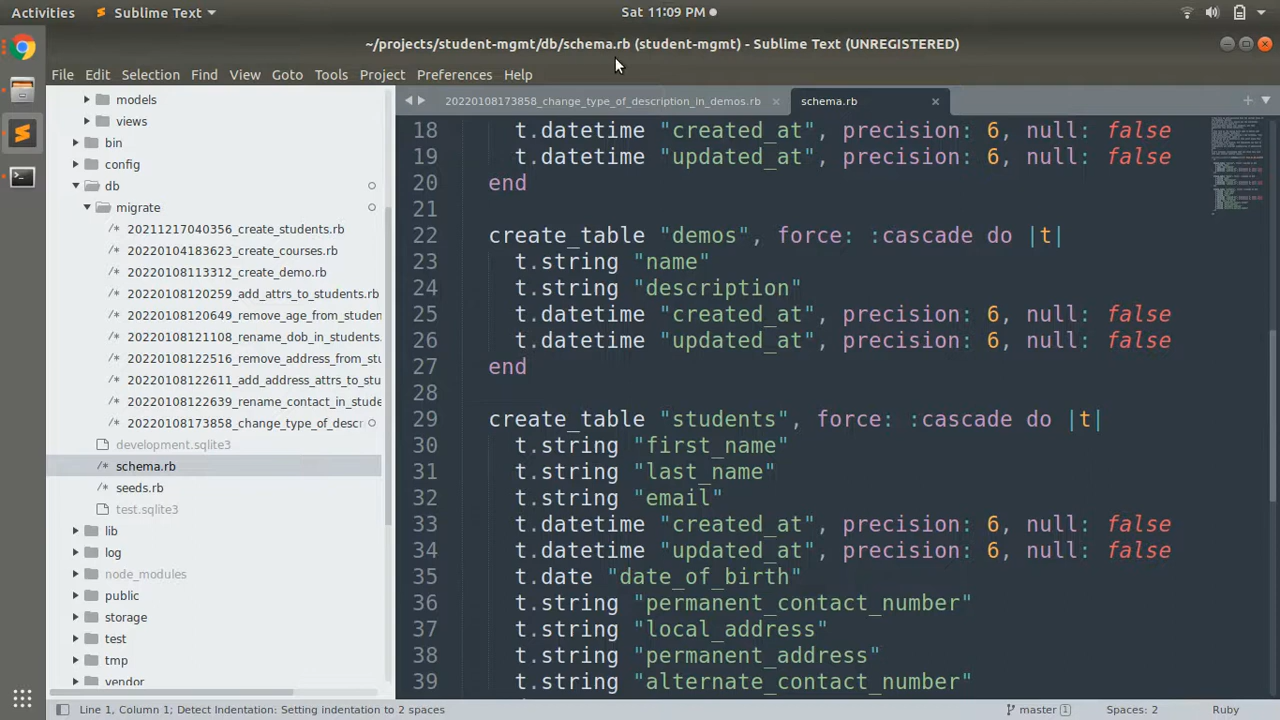 Activities Sublime Text Sat 11:09 PM
~/projects/student-mgmt/db/schema.rb (student-mgmt) - Sublime Text (UNREGISTERED)
File Edit Selection Find View Goto Tools Project Preferences Help
models
views
bin
config
db
migrate
/* 20211217040356_create_students.rb
/* 20220104183623_create_courses.rb
/* 20220108113312_create_demo.rb
/* 20220108120259_add_attrs_to_students.rb
/* 20220108120649_remove_age_from_studen
/* 20220108121108_rename_dob_in_students.
/* 20220108122516_remove_address_from_stu
/* 20220108122611_add_address_attrs_to_stu
/* 20220108122639_rename_contact_in_stude
/* 20220108173858_change_type_of_descr
development.sqlite3
/* schema.rb
/* seeds.rb
test.sqlite3
lib
log
node_modules
public
storage
test
tmp
vendor
20220108173858_change_type_of_description_in_demos.rb × schema.rb ×
18 t.datetime "created_at", precision: 6, null: false
19 t.datetime "updated_at", precision: 6, null: false
20 end
21
22 create_table "demos", force: :cascade do |t|
23 t.string "name"
24 t.string "description"
25 t.datetime "created_at", precision: 6, null: false
26 t.datetime "updated_at", precision: 6, null: false
27 end
28
29 create_table "students", force: :cascade do |t|
30 t.string "first_name"
31 t.string "last_name"
32 t.string "email"
33 t.datetime "created_at", precision: 6, null: false
34 t.datetime "updated_at", precision: 6, null: false
35 t.date "date_of_birth"
36 t.string "permanent_contact_number"
37 t.string "local_address"
38 t.string "permanent_address"
39 t.string "alternate_contact_number"
Line 1, Column 1; Detect Indentation: Setting indentation to 2 spaces master 1 Spaces: 2 Ruby